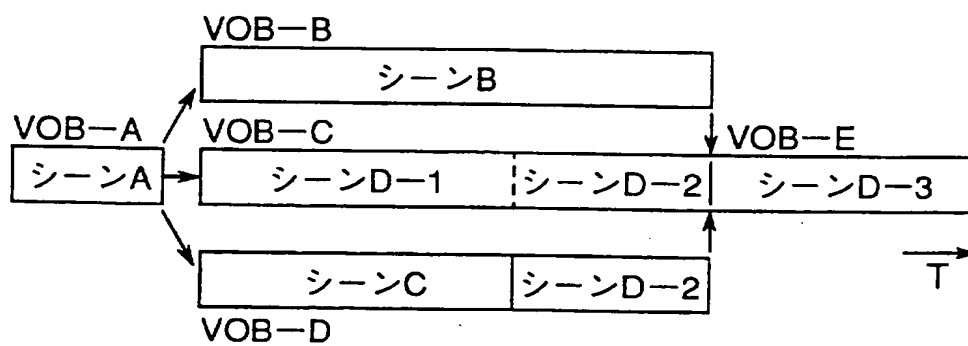 VOB—B
シーンB
VOB—A
VOB—C
VOB—E
シーンA
シーンD—1
シーンD—2
シーンD—3
シーンC
シーンD—2
T
VOB—D